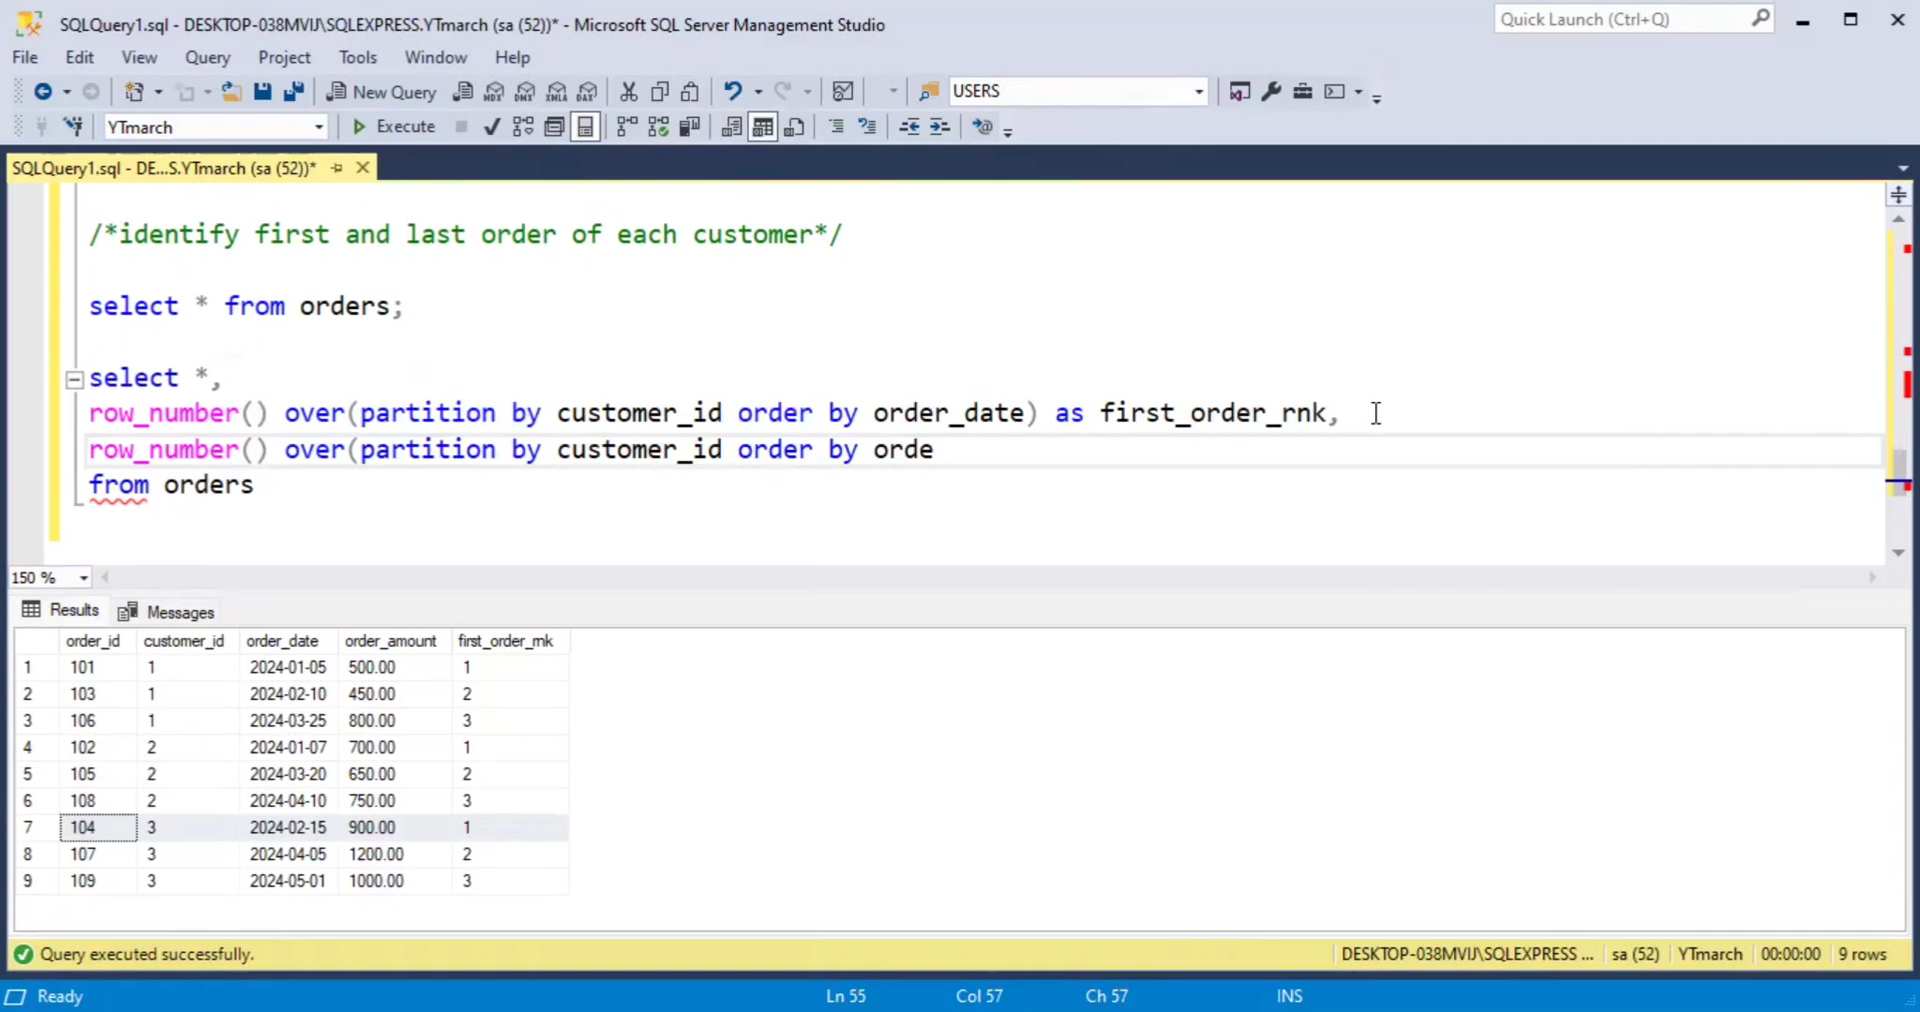 SQLQuery1.sql - DESKTOP-038MVIJ\SQLEXPRESS.YTmarch (sa (52))* - Microsoft SQL Server Management Studio
Quick Launch (Ctrl+Q)
File Edit View Query Project Tools Window Help
New Query MDX DMX XMLA DAX USERS
YTmarch Execute
SQLQuery1.sql - DE...S.YTmarch (sa (52))*
/*identify first and last order of each customer*/
select * from orders;
select *,
row_number() over(partition by customer_id order by order_date) as first_order_rnk,
row_number() over(partition by customer_id order by orde
from orders
150 %
Results Messages
order_id customer_id order_date order_amount first_order_rnk
1 101 1 2024-01-05 500.00 1
2 103 1 2024-02-10 450.00 2
3 106 1 2024-03-25 800.00 3
4 102 2 2024-01-07 700.00 1
5 105 2 2024-03-20 650.00 2
6 108 2 2024-04-10 750.00 3
7 104 3 2024-02-15 900.00 1
8 107 3 2024-04-05 1200.00 2
9 109 3 2024-05-01 1000.00 3
Query executed successfully. DESKTOP-038MVIJ\SQLEXPRESS ... sa (52) YTmarch 00:00:00 9 rows
Ready Ln 55 Col 57 Ch 57 INS